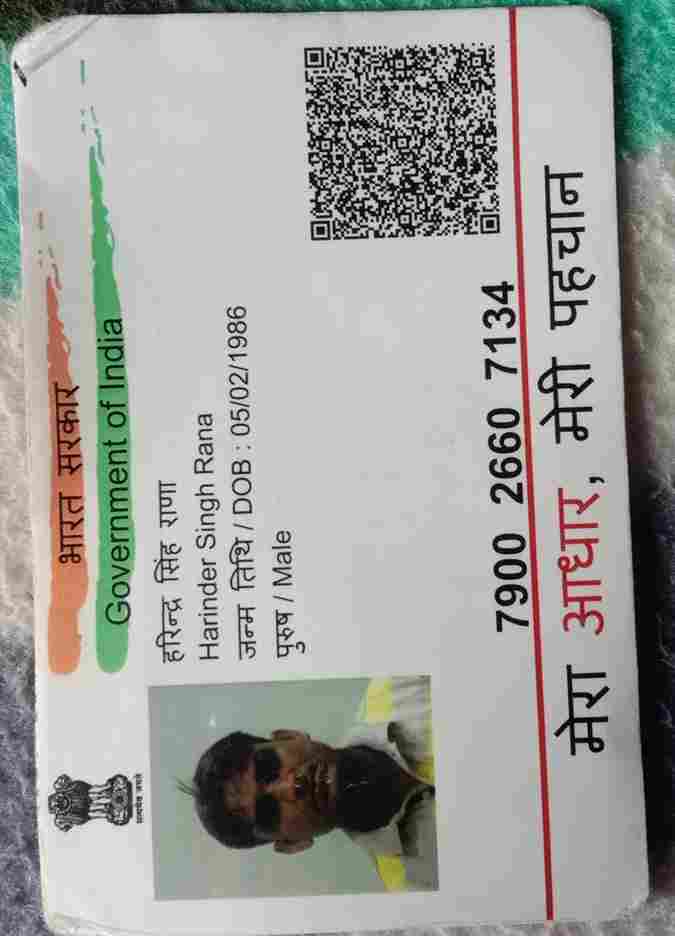 भारत सरकार
Government of India
हरिन्द्र सिंह राणा
Harinder Singh Rana
जन्म तिथि / DOB : 05/02/1986
पुरुष / Male
7900 2660 7134
मेरा आधार, मेरी पहचान
सत्यमेव जयते